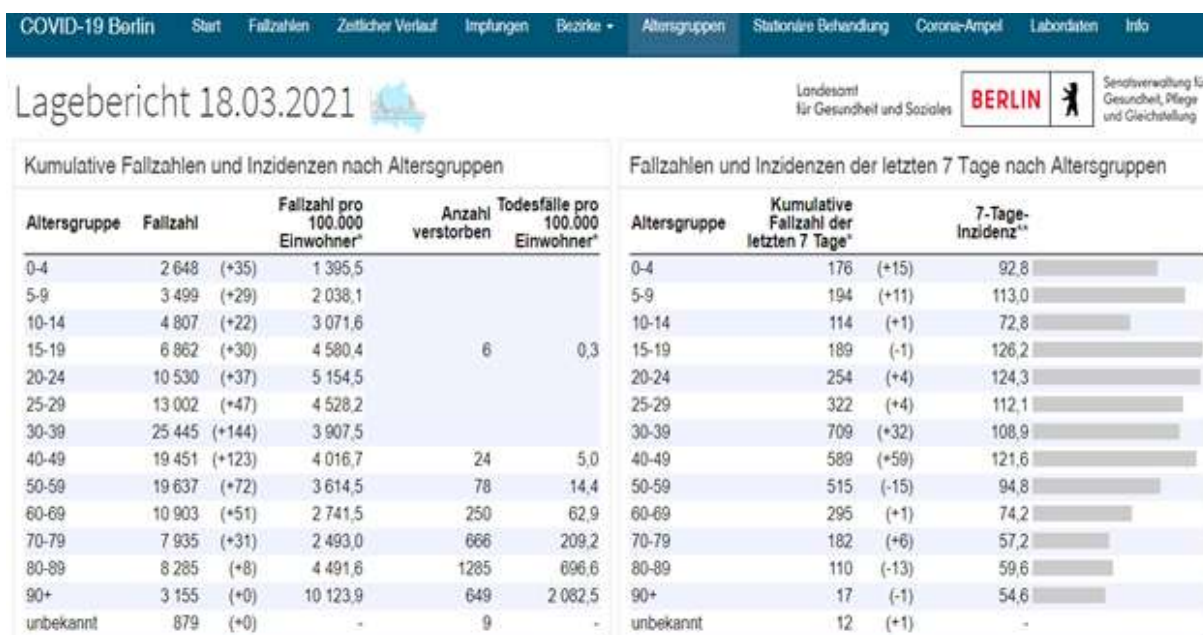 COVID-19 Berlin Start Fallzahlen Zeitlicher Verlauf Impfungen Bezirke Altersgruppen Stationäre Behandlung Corona-Ampel Labordaten Info
Lagebericht 18.03.2021
Landesamt
für Gesundheit und Soziales
BERLIN
Senatsverwaltung
Gesundheit, Pflege
und Gleichstellung
Kumulative Fallzahlen und Inzidenzen nach Altersgruppen
Altersgruppe Fallzahl Fallzahl pro 100.000 Einwohner* Anzahl verstorben Todesfälle pro 100.000 Einwohner*
0-4 2 648 (+35) 1 395,5
5-9 3 499 (+29) 2 038,1
10-14 4 807 (+22) 3 071,6
15-19 6 862 (+30) 4 580,4 6 0,3
20-24 10 530 (+37) 5 154,5
25-29 13 002 (+47) 4 528,2
30-39 25 445 (+144) 3 907,5
40-49 19 451 (+123) 4 016,7 24 5,0
50-59 19 637 (+72) 3 614,5 78 14,4
60-69 10 903 (+51) 2 741,5 250 62,9
70-79 7 935 (+31) 2 493,0 666 209,2
80-89 8 285 (+8) 4 491,6 1285 696,6
90+ 3 155 (+0) 10 123,9 649 2 082,5
unbekannt 879 (+0) - 9 -
Fallzahlen und Inzidenzen der letzten 7 Tage nach Altersgruppen
Altersgruppe Kumulative Fallzahl der letzten 7 Tage* 7-Tage-Inzidenz**
0-4 176 (+15) 92,8
5-9 194 (+11) 113,0
10-14 114 (+1) 72,8
15-19 189 (-1) 126,2
20-24 254 (+4) 124,3
25-29 322 (+4) 112,1
30-39 709 (+32) 108,9
40-49 589 (+59) 121,6
50-59 515 (-15) 94,8
60-69 295 (+1) 74,2
70-79 182 (+6) 57,2
80-89 110 (-13) 59,6
90+ 17 (-1) 54,6
unbekannt 12 (+1) -